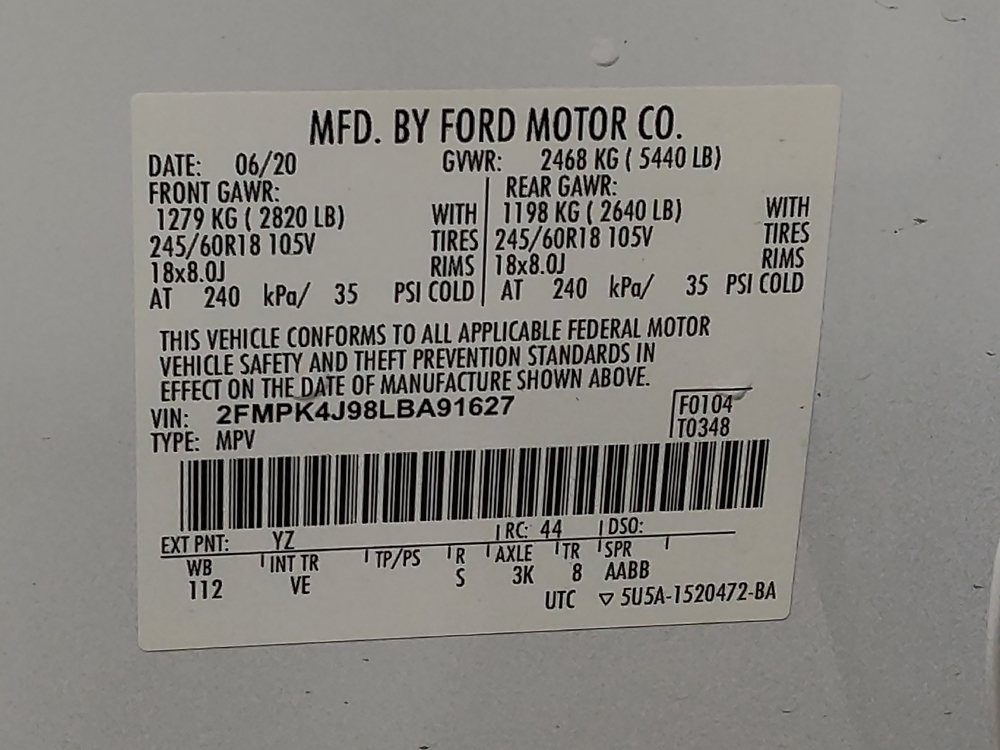 MFD. BY FORD MOTOR CO.
DATE: 06/20 GVWR: 2468 KG ( 5440 LB)
FRONT GAWR: REAR GAWR:
1279 KG ( 2820 LB) WITH 1198 KG ( 2640 LB) WITH
245/60R18 105V TIRES 245/60R18 105V TIRES
18x8.0J RIMS 18x8.0J RIMS
AT 240 kPa/ 35 PSI COLD AT 240 kPa/ 35 PSI COLD
THIS VEHICLE CONFORMS TO ALL APPLICABLE FEDERAL MOTOR
VEHICLE SAFETY AND THEFT PREVENTION STANDARDS IN
EFFECT ON THE DATE OF MANUFACTURE SHOWN ABOVE.
VIN: 2FMPK4J98LBA91627 F0104
TYPE: MPV T0348
EXT PNT: YZ RC: 44 DSO:
WB INT TR TP/PS R AXLE TR SPR
112 VE S 3K 8 AABB
UTC ▽ 5U5A-1520472-BA